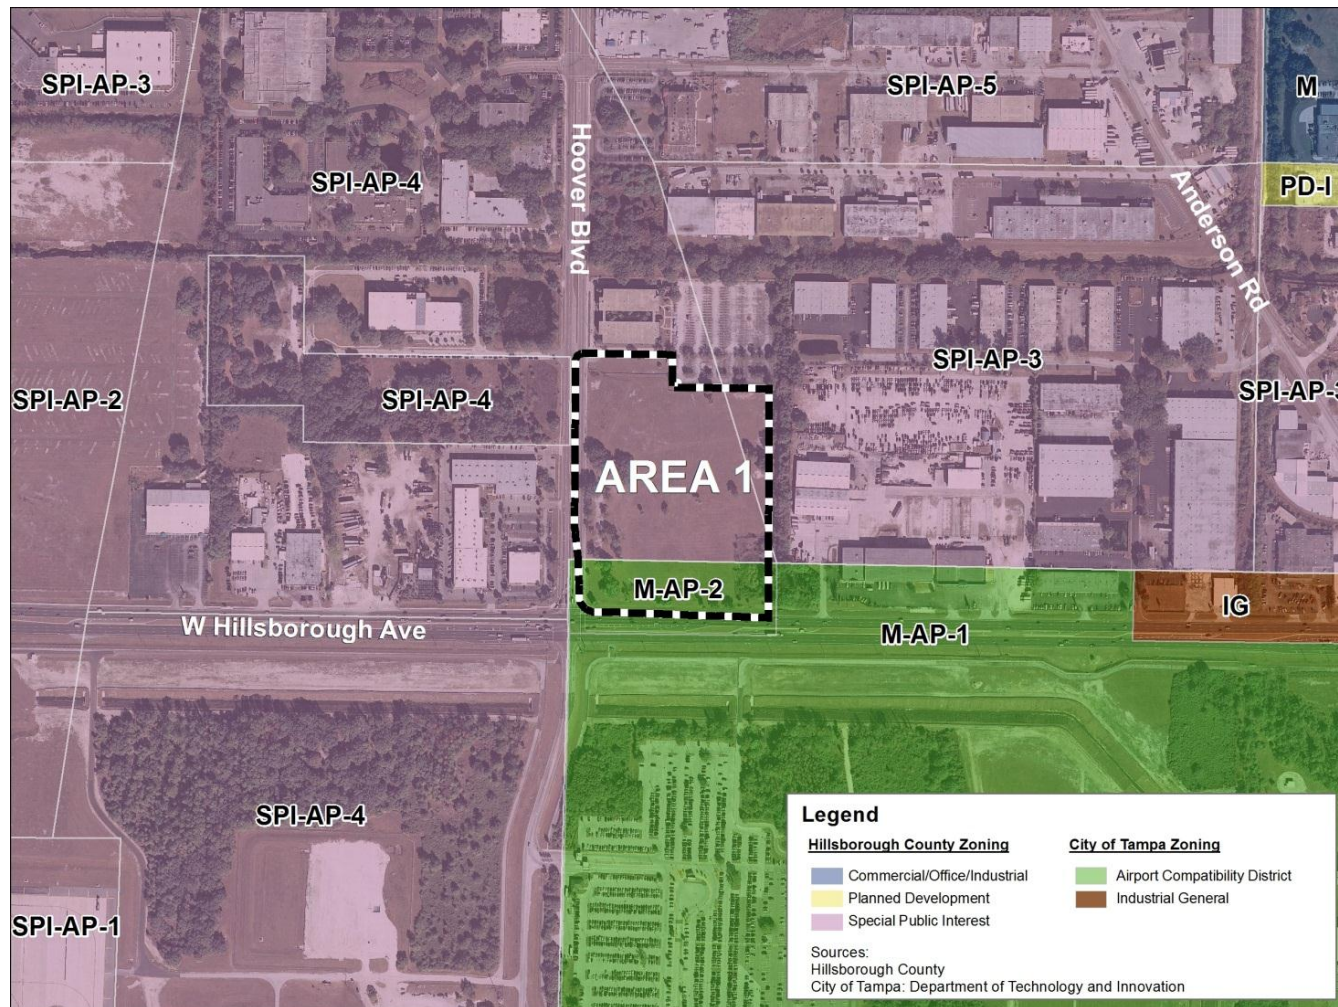 SPI-AP-3
SPI-AP-5
M
PD-I
SPI-AP-4
Hoover Blvd
Anderson Rd
SPI-AP-3
SPI-AP-2
SPI-AP-4
SPI-AP-3
AREA 1
M-AP-2
IG
W Hillsborough Ave
M-AP-1
SPI-AP-4
SPI-AP-1
Legend
Hillsborough County Zoning
Commercial/Office/Industrial
Planned Development
Special Public Interest
City of Tampa Zoning
Airport Compatibility District
Industrial General
Sources:
Hillsborough County
City of Tampa: Department of Technology and Innovation